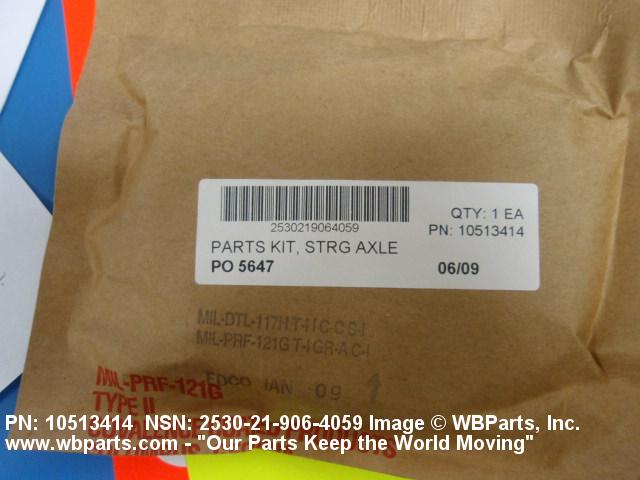 2530219064059
QTY: 1 EA
PN: 10513414
PARTS KIT, STRG AXLE
PO 5647
06/09
MIL-DTL-117H T-I I C-C S-I
MIL-PRF-121G T-I GR-A C-I
EDCO JAN 09
MIL-PRF-121G
TYPE II
PN: 10513414 NSN: 2530-21-906-4059 Image © WBParts, Inc.
www.wbparts.com - "Our Parts Keep the World Moving"